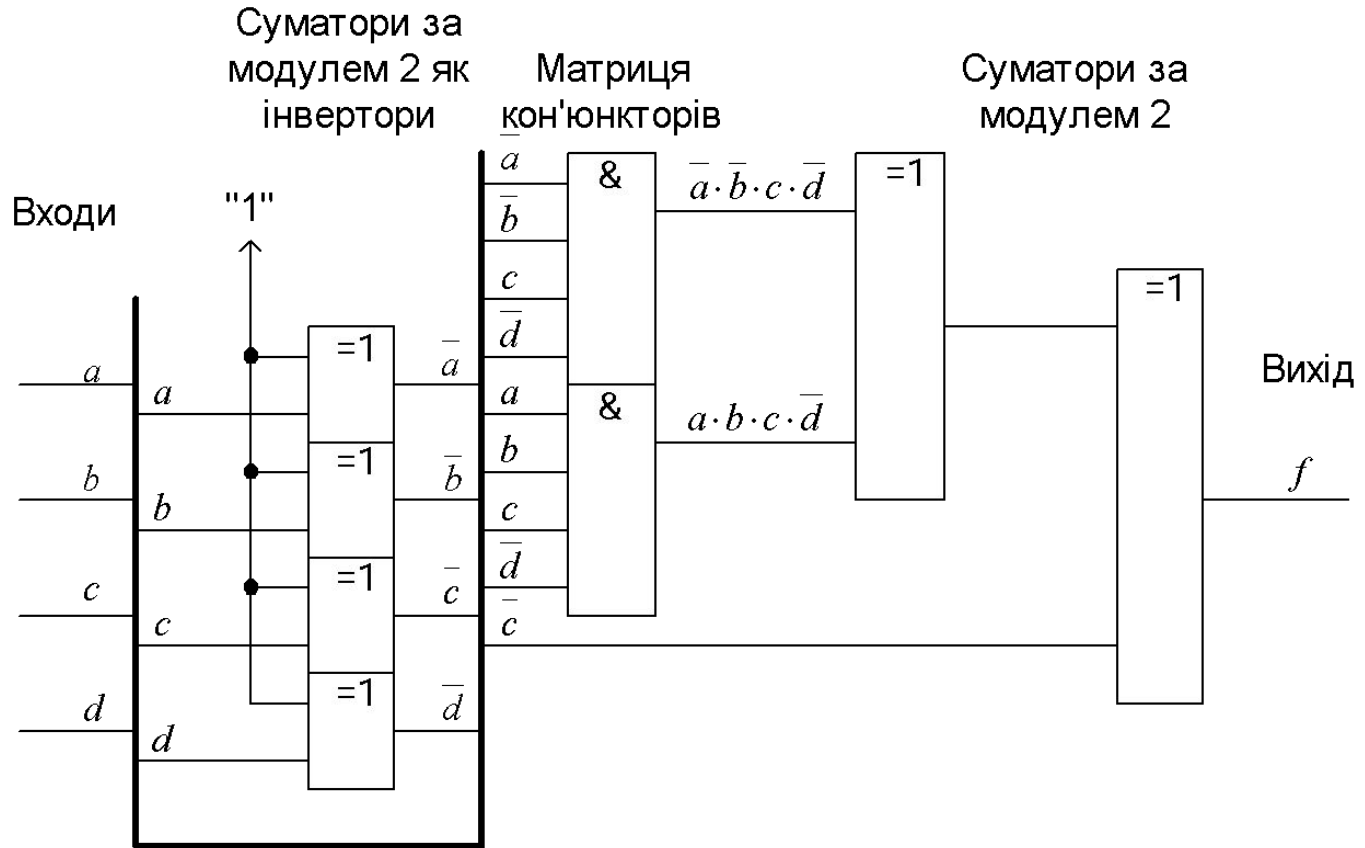 Суматори за
модулем 2 як
інвертори
Матриця
кон'юнкторів
Суматори за
модулем 2
Входи
"1"
Вихід
a
b
c
d
a
b
c
d
=1
=1
=1
=1
a̅
b̅
c̅
d̅
a̅
b̅
c
d̅
a
b
c
d̅
c̅
&
&
a̅·b̅·c·d̅
a·b·c·d̅
=1
=1
f